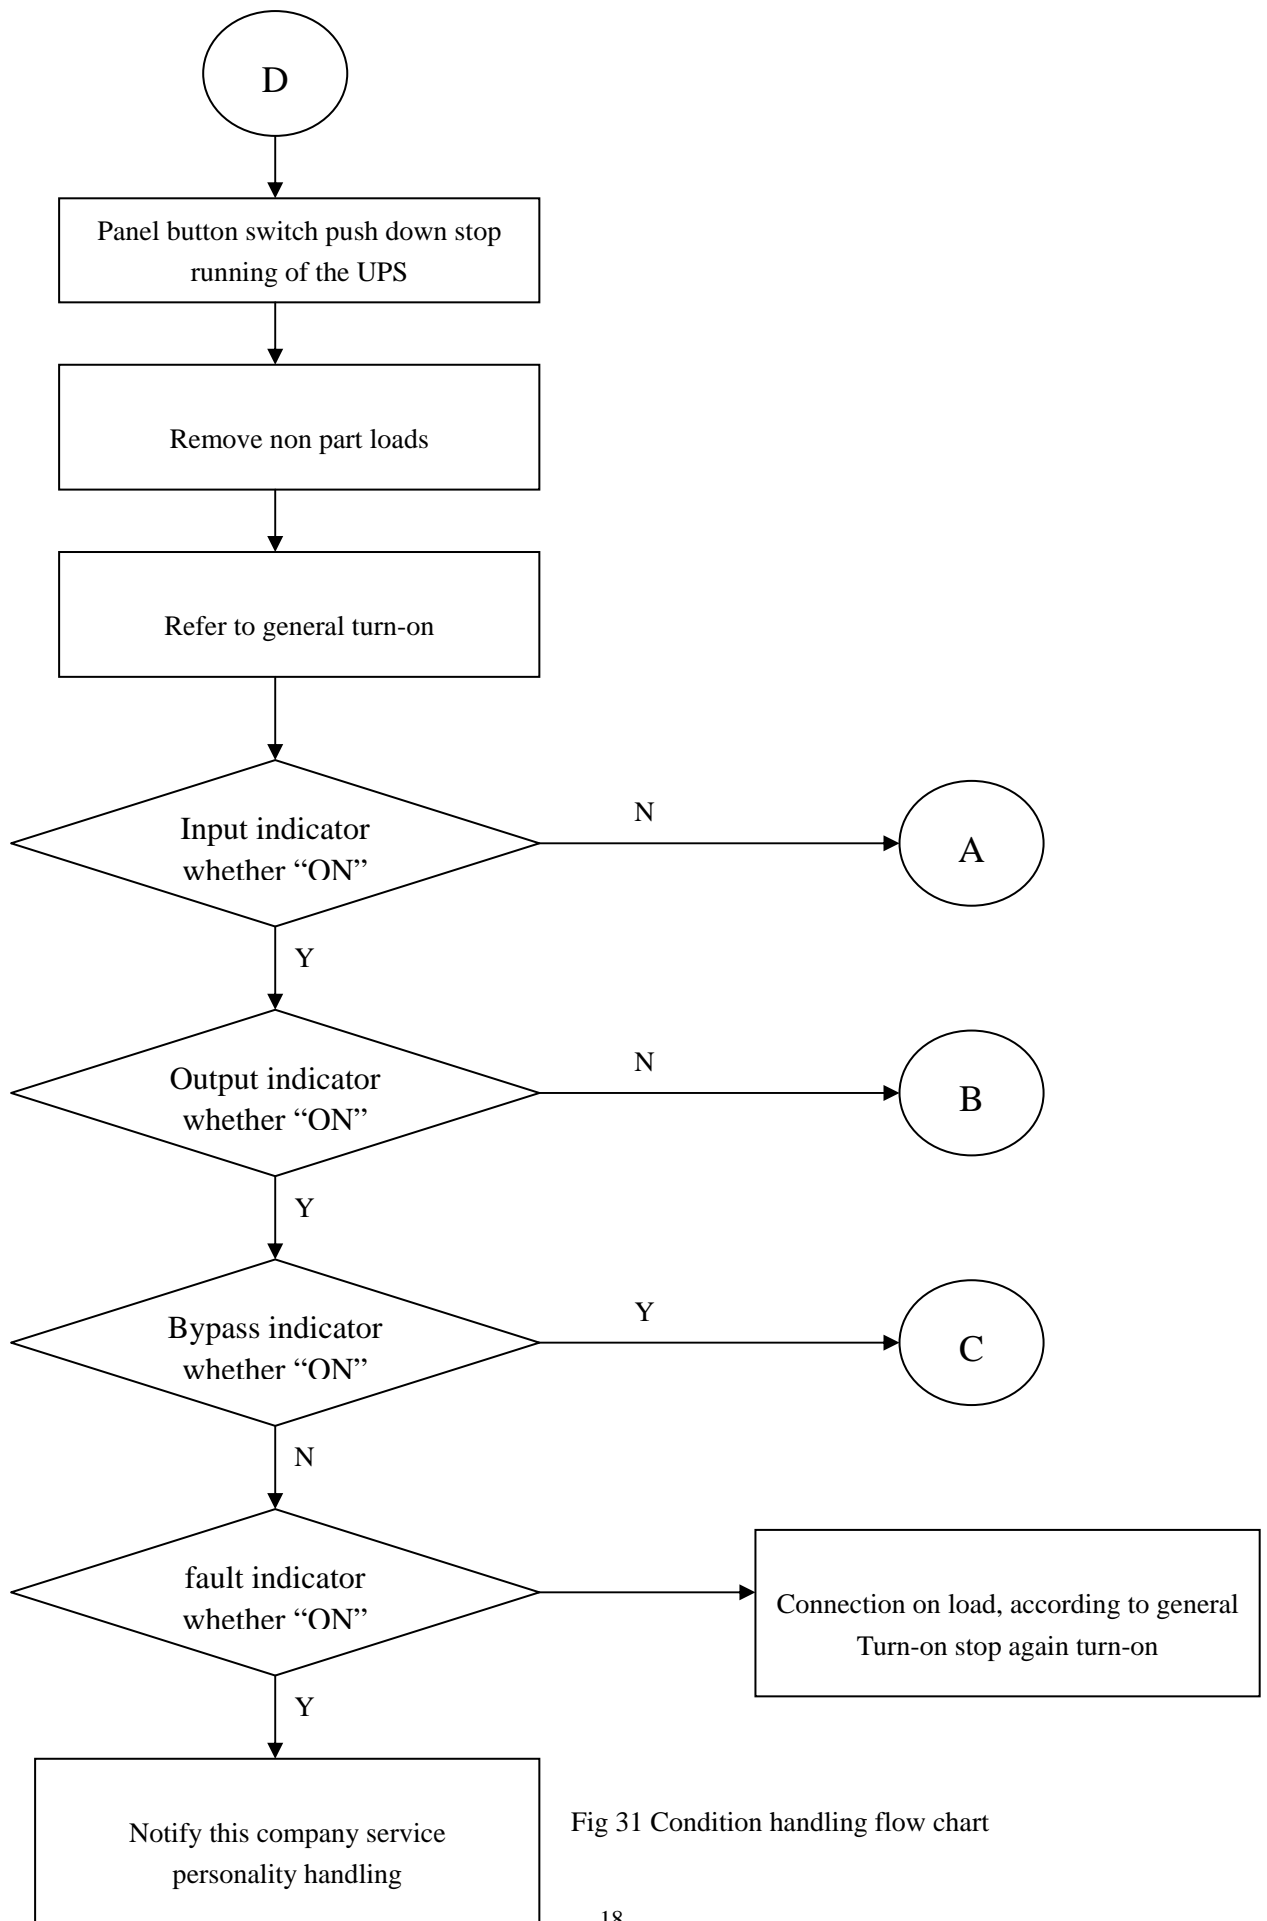 D
Panel button switch push down stop
running of the UPS
Remove non part loads
Refer to general turn-on
Input indicator
whether “ON”
N
A
Y
Output indicator
whether “ON”
N
B
Y
Bypass indicator
whether “ON”
Y
C
N
fault indicator
whether “ON”
Connection on load, according to general
Turn-on stop again turn-on
Y
Notify this company service
personality handling
Fig 31 Condition handling flow chart
18